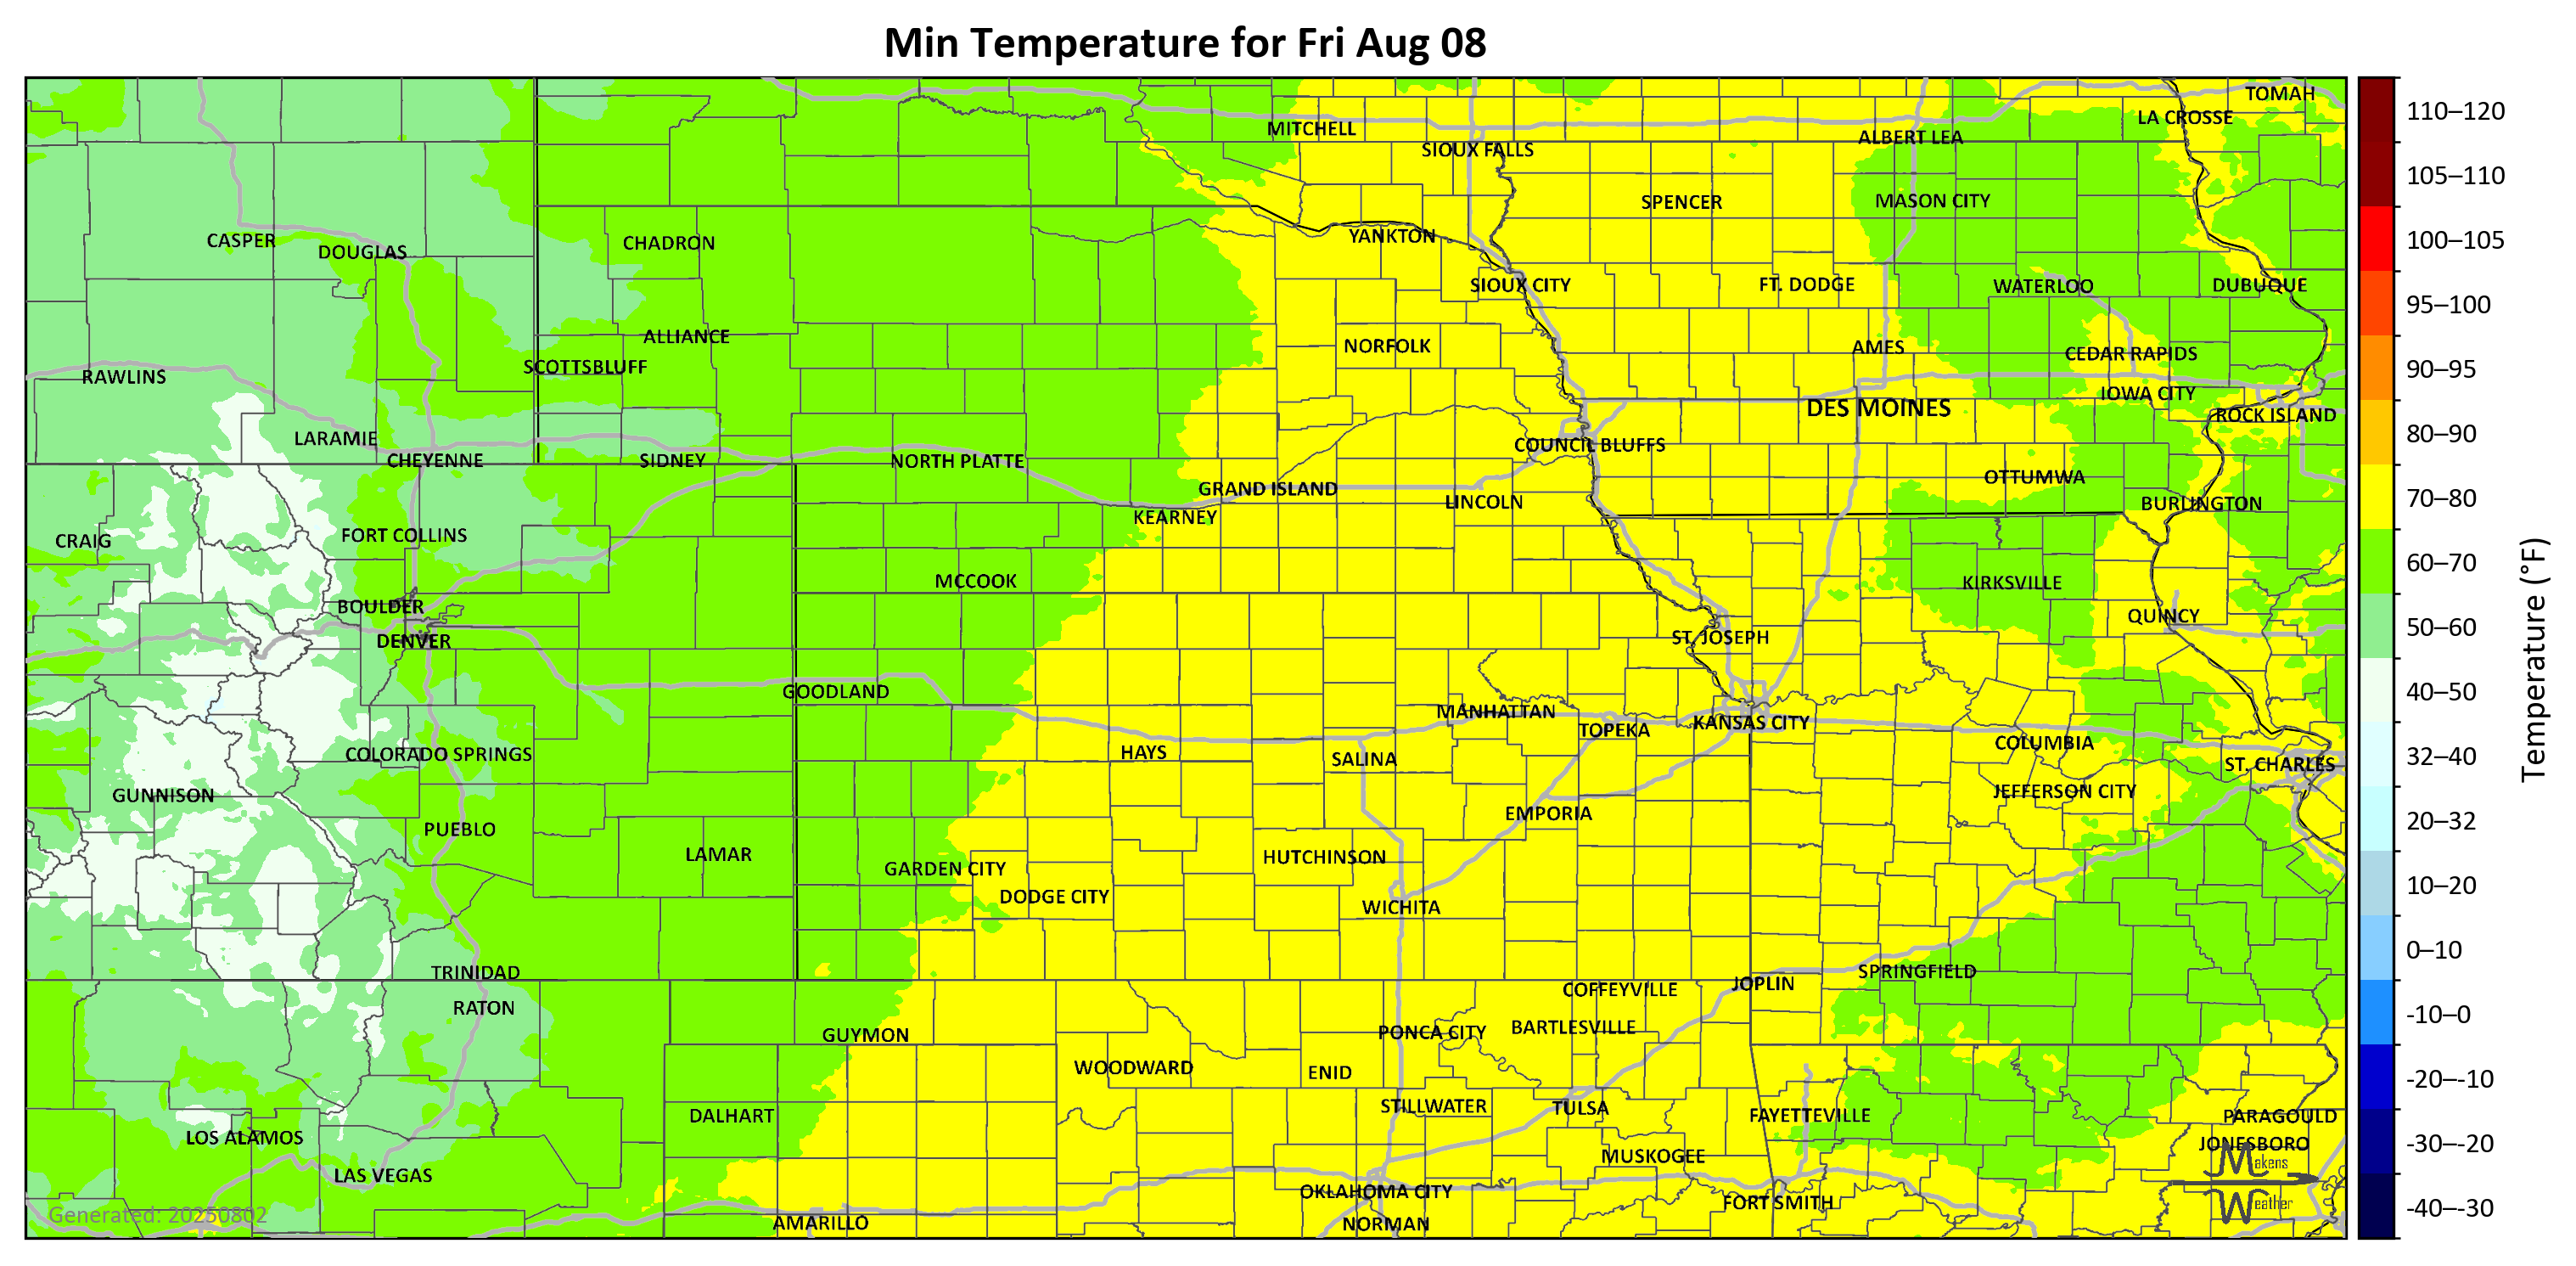 Min Temperature for Fri Aug 08
TOMAH
LA CROSSE
MITCHELL
ALBERT LEA
SIOUX FALLS
SPENCER
MASON CITY
CASPER
DOUGLAS
CHADRON
YANKTON
SIOUX CITY
FT. DODGE
WATERLOO
DUBUQUE
ALLIANCE
NORFOLK
AMES
CEDAR RAPIDS
SCOTTSBLUFF
RAWLINS
IOWA CITY
DES MOINES
ROCK ISLAND
LARAMIE
COUNCIL BLUFFS
CHEYENNE
SIDNEY
NORTH PLATTE
OTTUMWA
GRAND ISLAND
LINCOLN
BURLINGTON
KEARNEY
CRAIG
FORT COLLINS
MCCOOK
KIRKSVILLE
BOULDER
QUINCY
DENVER
ST. JOSEPH
GOODLAND
MANHATTAN
TOPEKA
KANSAS CITY
COLUMBIA
COLORADO SPRINGS
HAYS
SALINA
ST. CHARLES
GUNNISON
JEFFERSON CITY
EMPORIA
PUEBLO
LAMAR
HUTCHINSON
GARDEN CITY
DODGE CITY
WICHITA
TRINIDAD
SPRINGFIELD
JOPLIN
COFFEYVILLE
RATON
GUYMON
PONCA CITY
BARTLESVILLE
WOODWARD
ENID
DALHART
STILLWATER
TULSA
FAYETTEVILLE
PARAGOULD
LOS ALAMOS
JONESBORO
LAS VEGAS
MUSKOGEE
OKLAHOMA CITY
FORT SMITH
AMARILLO
NORMAN
Generated: 20250802
Makens
Weather
110–120
105–110
100–105
95–100
90–95
80–90
70–80
60–70
50–60
40–50
32–40
20–32
10–20
0–10
-10–0
-20–-10
-30–-20
-40–-30
Temperature (°F)